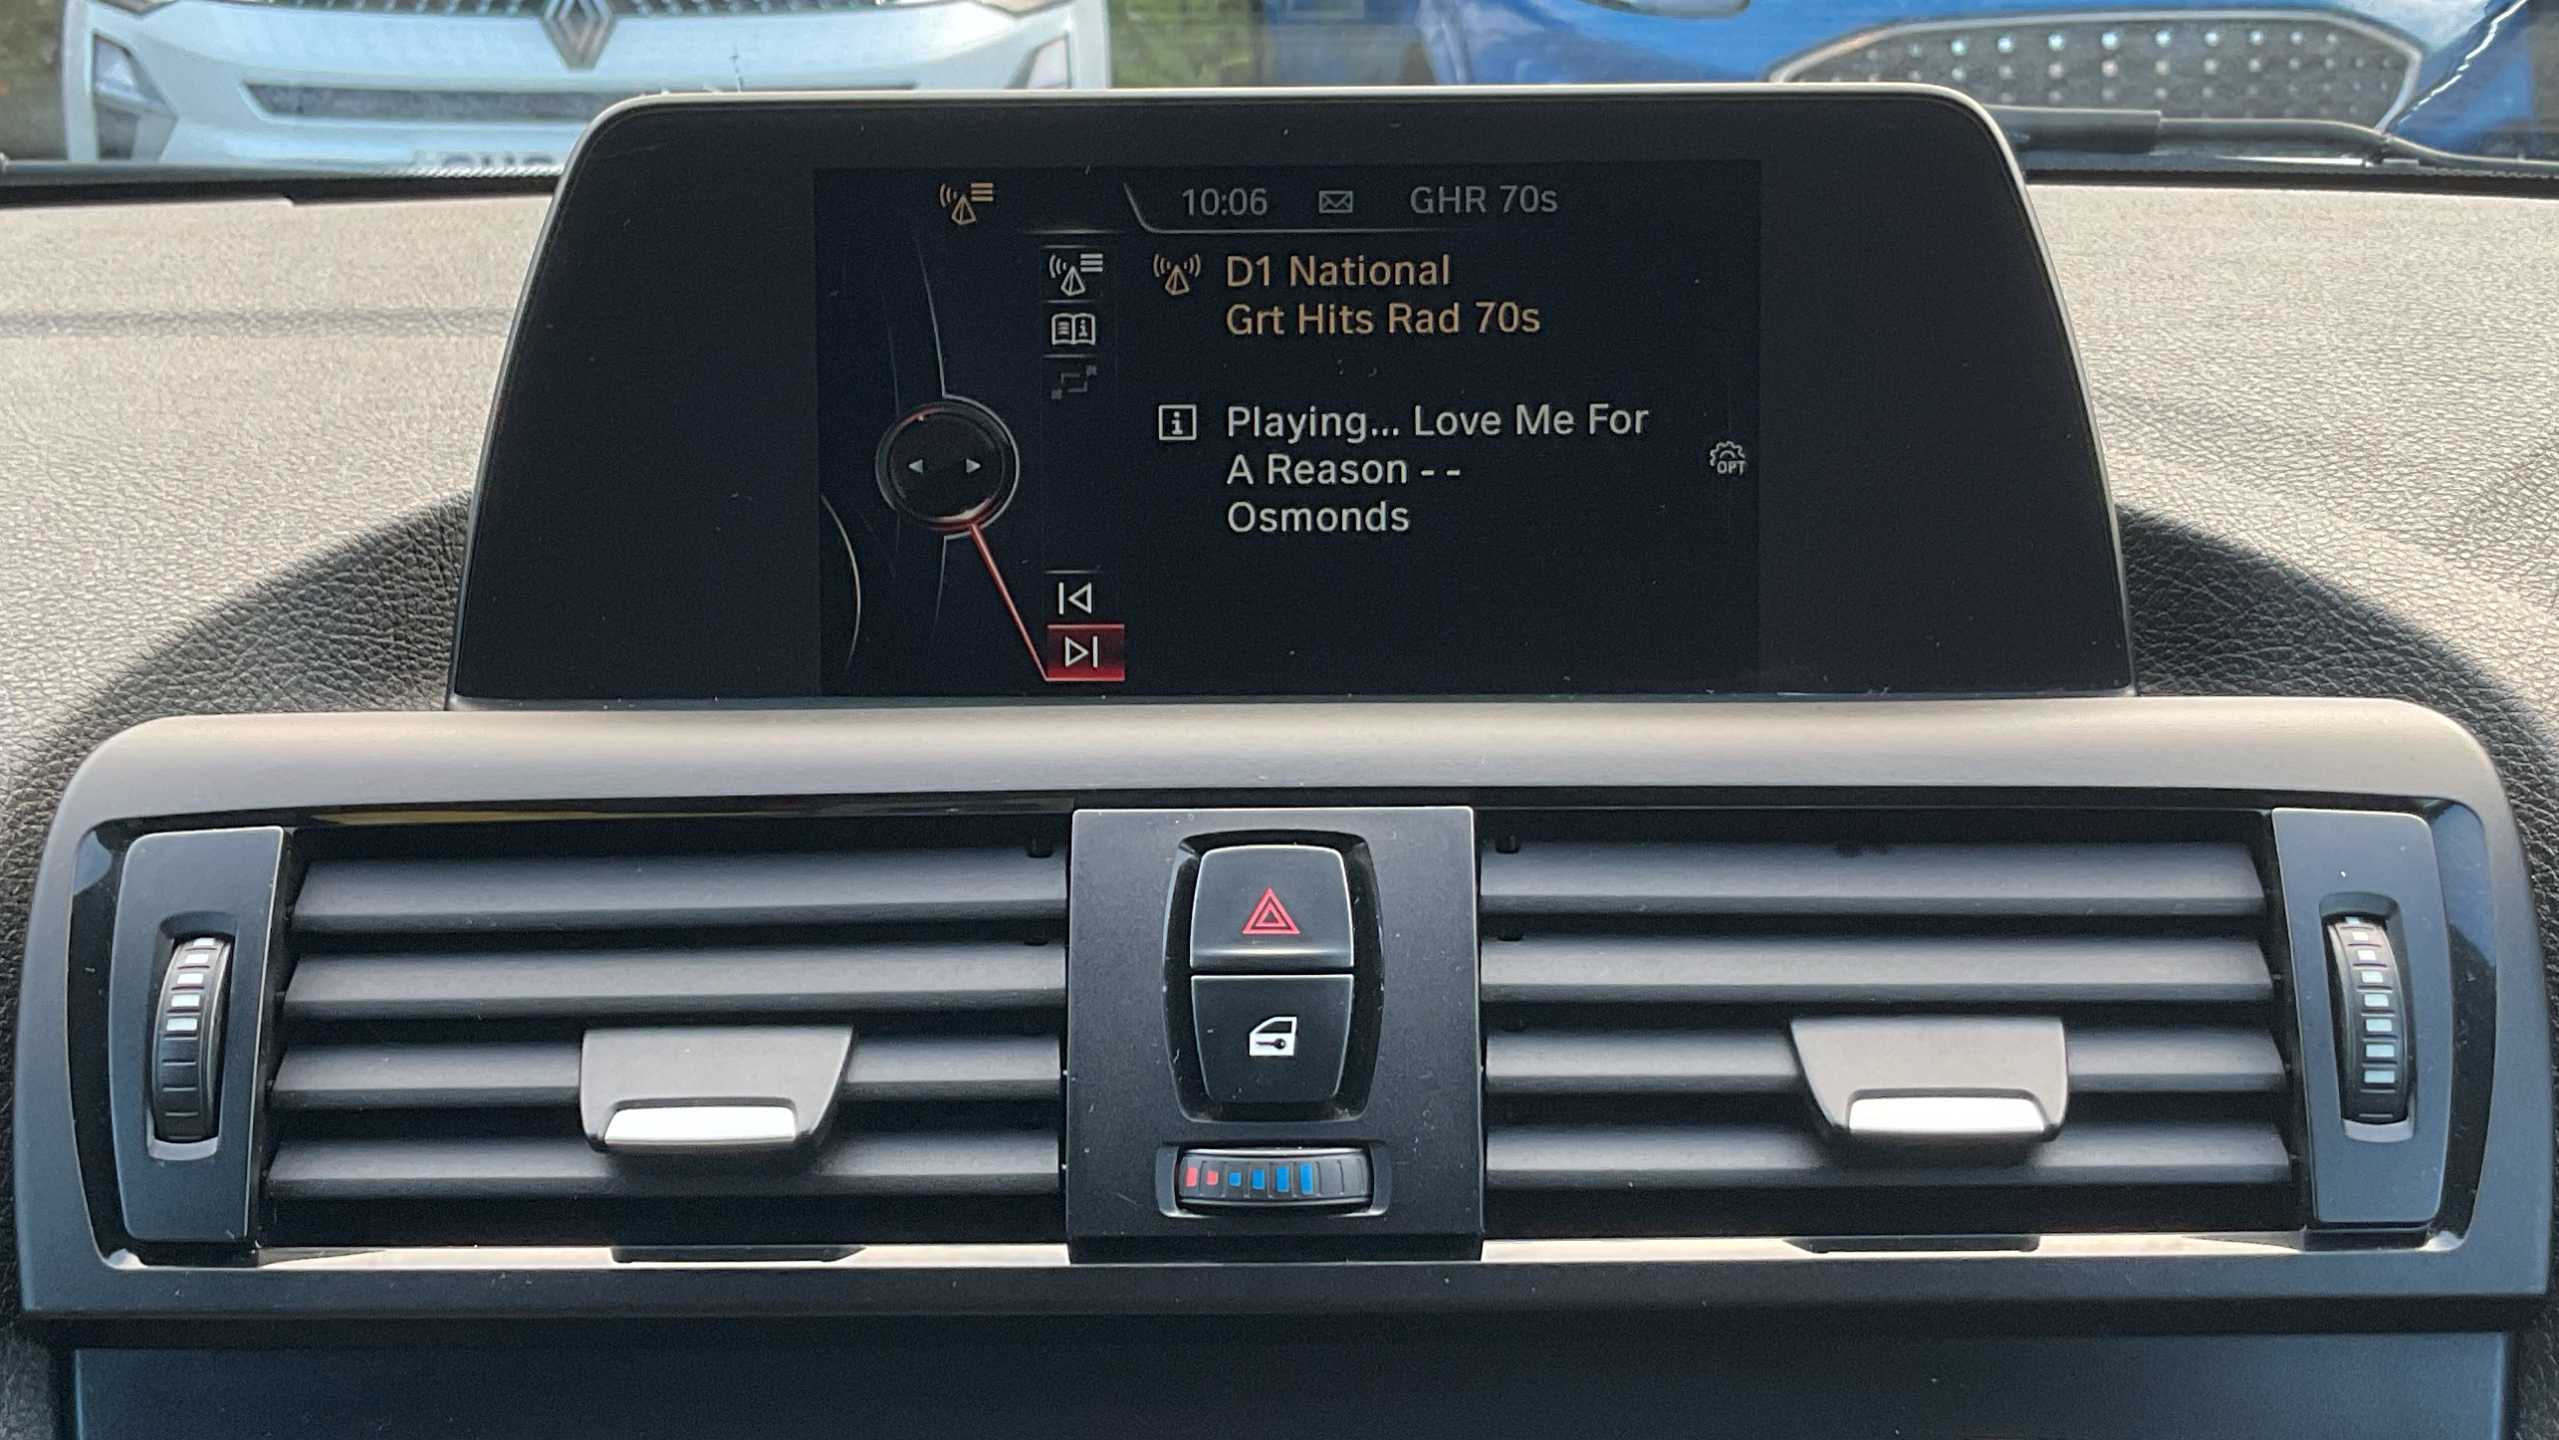 10:06 GHR 70s
D1 National
Grt Hits Rad 70s
Playing... Love Me For
A Reason - -
Osmonds
OPT